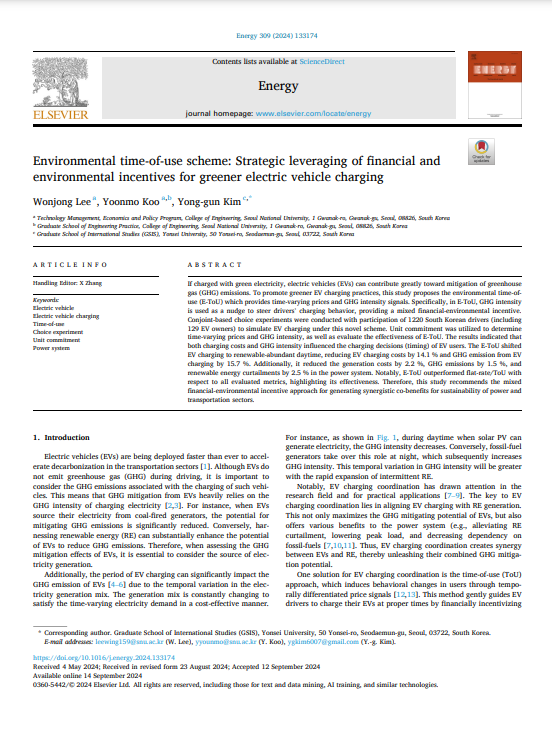 Energy 309 (2024) 133174
Contents lists available at ScienceDirect
Energy
journal homepage: www.elsevier.com/locate/energy
ELSEVIER
ENERGY
Check for
updates
Environmental time-of-use scheme: Strategic leveraging of financial and
environmental incentives for greener electric vehicle charging
Wonjong Lee a, Yoonmo Koo a,b, Yong-gun Kim c,*
a Technology Management, Economics and Policy Program, College of Engineering, Seoul National University, 1 Gwanak-ro, Gwanak-gu, Seoul, 08826, South Korea
b Graduate School of Engineering Practice, College of Engineering, Seoul National University, 1 Gwanak-ro, Gwanak-gu, Seoul, 08826, South Korea
c Graduate School of International Studies (GSIS), Yonsei University, 50 Yonsei-ro, Seodaemun-gu, Seoul, 03722, South Korea
ARTICLE INFO
Handling Editor: X Zhang
Keywords:
Electric vehicle
Electric vehicle charging
Time-of-use
Choice experiment
Unit commitment
Power system
ABSTRACT
If charged with green electricity, electric vehicles (EVs) can contribute greatly toward mitigation of greenhouse
gas (GHG) emissions. To promote greener EV charging practices, this study proposes the environmental time-of-
use (E-ToU) which provides time-varying prices and GHG intensity signals. Specifically, in E-ToU, GHG intensity
is used as a nudge to steer drivers' charging behavior, providing a mixed financial-environmental incentive.
Conjoint-based choice experiments were conducted with participation of 1220 South Korean drivers (including
129 EV owners) to simulate EV charging under this novel scheme. Unit commitment was utilized to determine
time-varying prices and GHG intensity, as well as evaluate the effectiveness of E-ToU. The results indicated that
both charging costs and GHG intensity influenced the charging decisions (timing) of EV users. The E-ToU shifted
EV charging to renewable-abundant daytime, reducing EV charging costs by 14.1 % and GHG emission from EV
charging by 15.7 %. Additionally, it reduced the generation costs by 2.2 %, GHG emissions by 1.5 %, and
renewable energy curtailments by 2.5 % in the power system. Notably, E-ToU outperformed flat-rate/ToU with
respect to all evaluated metrics, highlighting its effectiveness. Therefore, this study recommends the mixed
financial-environmental incentive approach for generating synergistic co-benefits for sustainability of power and
transportation sectors.
1. Introduction
Electric vehicles (EVs) are being deployed faster than ever to accel-
erate decarbonization in the transportation sectors [1]. Although EVs do
not emit greenhouse gas (GHG) during driving, it is important to
consider the GHG emissions associated with the charging of such vehi-
cles. This means that GHG mitigation from EVs heavily relies on the
GHG intensity of charging electricity [2,3]. For instance, when EVs
source their electricity from coal-fired generators, the potential for
mitigating GHG emissions is significantly reduced. Conversely, har-
nessing renewable energy (RE) can substantially enhance the potential
of EVs to reduce GHG emissions. Therefore, when assessing the GHG
mitigation effects of EVs, it is essential to consider the source of elec-
tricity generation.
Additionally, the period of EV charging can significantly impact the
GHG emission of EVs [4–6] due to the temporal variation in the elec-
tricity generation mix. The generation mix is constantly changing to
satisfy the time-varying electricity demand in a cost-effective manner.
For instance, as shown in Fig. 1, during daytime when solar PV can
generate electricity, the GHG intensity decreases. Conversely, fossil-fuel
generators take over this role at night, which subsequently increases
GHG intensity. This temporal variation in GHG intensity will be greater
with the rapid expansion of intermittent RE.
Notably, EV charging coordination has drawn attention in the
research field and for practical applications [7–9]. The key to EV
charging coordination lies in aligning EV charging with RE generation.
This not only maximizes the GHG mitigating potential of EVs, but also
offers various benefits to the power system (e.g., alleviating RE
curtailment, lowering peak load, and decreasing dependency on
fossil-fuels [7,10,11]. Thus, EV charging coordination creates synergy
between EVs and RE, thereby unleashing their combined GHG mitiga-
tion potential.
One solution for EV charging coordination is the time-of-use (ToU)
approach, which induces behavioral changes in users through tempo-
rally differentiated price signals [12,13]. This method gently guides EV
drivers to charge their EVs at proper times by financially incentivizing
* Corresponding author. Graduate School of International Studies (GSIS), Yonsei University, 50 Yonsei-ro, Seodaemun-gu, Seoul, 03722, South Korea.
E-mail addresses: leewing159@snu.ac.kr (W. Lee), yyounmo@snu.ac.kr (Y. Koo), ygkim6007@gmail.com (Y.-g. Kim).
https://doi.org/10.1016/j.energy.2024.133174
Received 4 May 2024; Received in revised form 23 August 2024; Accepted 12 September 2024
Available online 14 September 2024
0360-5442/© 2024 Elsevier Ltd. All rights are reserved, including those for text and data mining, AI training, and similar technologies.